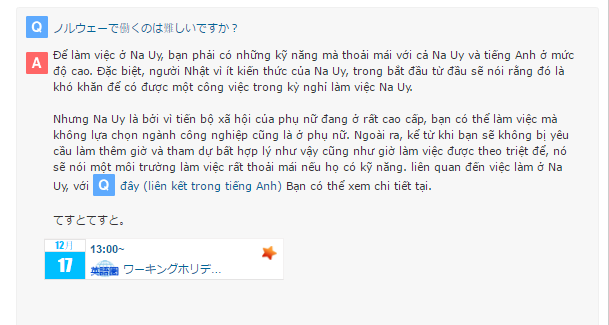 Q ノルウェーで働くのは難しいですか？
A Để làm việc ở Na Uy, bạn phải có những kỹ năng mà thoải mái với cả Na Uy và tiếng Anh ở mức
độ cao. Đặc biệt, người Nhật vì ít kiến thức của Na Uy, trong bắt đầu từ đầu sẽ nói rằng đó là
khó khăn để có được một công việc trong kỳ nghỉ làm việc Na Uy.
Nhưng Na Uy là bởi vì tiến bộ xã hội của phụ nữ đang ở rất cao cấp, bạn có thể làm việc mà
không lựa chọn ngành công nghiệp cũng là ở phụ nữ. Ngoài ra, kể từ khi bạn sẽ không bị yêu
cầu làm thêm giờ và tham dự bất hợp lý như vậy cũng như giờ làm việc được theo triệt để, nó
sẽ nói một môi trường làm việc rất thoải mái nếu họ có kỹ năng. liên quan đến việc làm ở Na
Uy, với Q đây (liên kết trong tiếng Anh) Bạn có thể xem chi tiết tại.
てすとてすと。
12月 13:00~
17 英語圏 ワーキングホリデ...